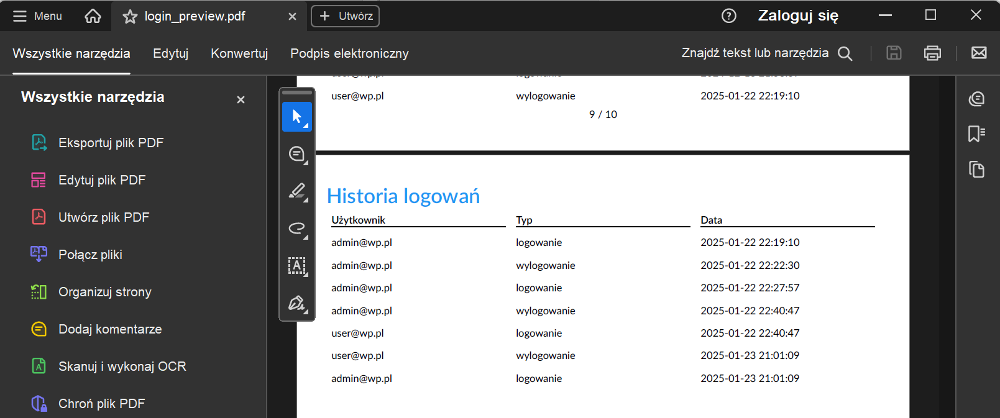 Menu login_preview.pdf Utwórz Zaloguj się
Wszystkie narzędzia Edytuj Konwertuj Podpis elektroniczny Znajdź tekst lub narzędzia
Wszystkie narzędzia
Eksportuj plik PDF
Edytuj plik PDF
Utwórz plik PDF
Połącz pliki
Organizuj strony
Dodaj komentarze
Skanuj i wykonaj OCR
Chroń plik PDF
user@wp.pl wylogowanie 2025-01-22 22:19:10
9 / 10
Historia logowań
Użytkownik Typ Data
admin@wp.pl logowanie 2025-01-22 22:19:10
admin@wp.pl wylogowanie 2025-01-22 22:22:30
admin@wp.pl logowanie 2025-01-22 22:27:57
admin@wp.pl wylogowanie 2025-01-22 22:40:47
user@wp.pl logowanie 2025-01-22 22:40:47
user@wp.pl wylogowanie 2025-01-23 21:01:09
admin@wp.pl logowanie 2025-01-23 21:01:09